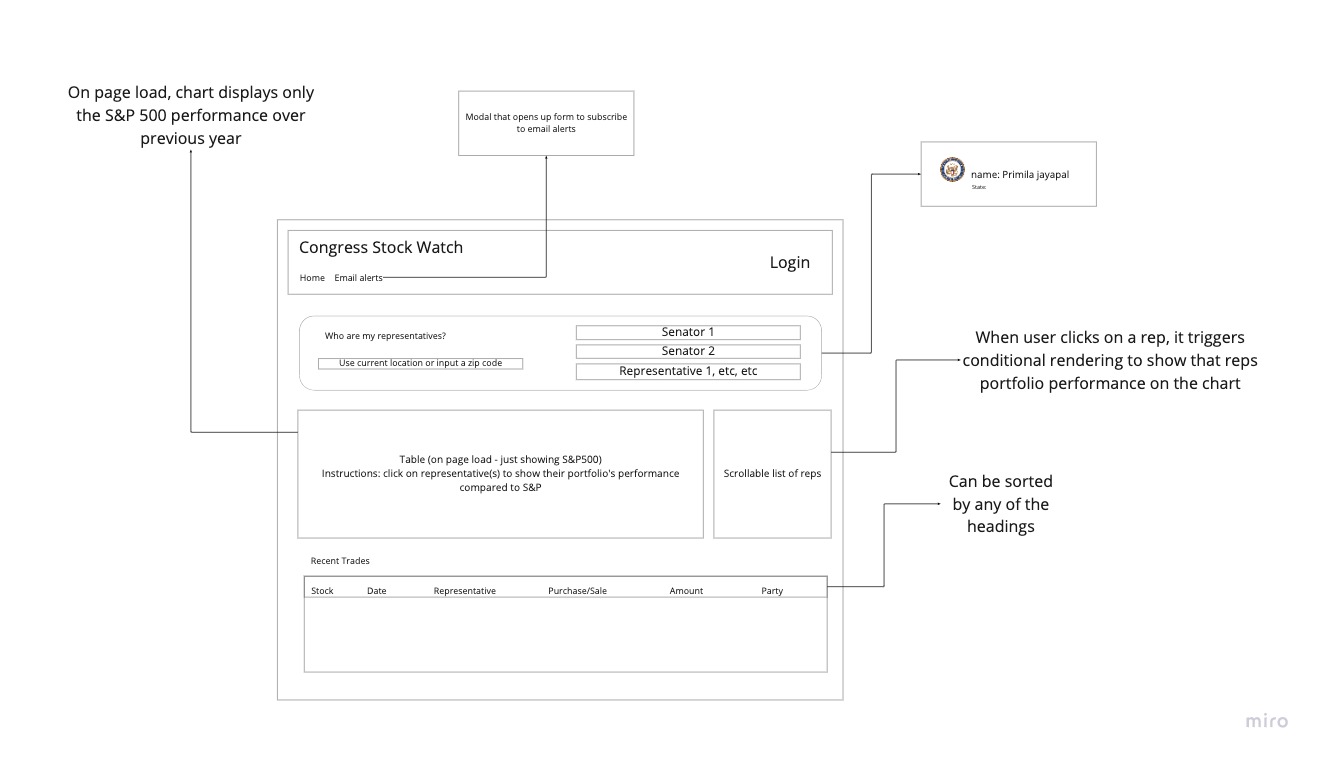 On page load, chart displays only
the S&P 500 performance over
previous year
Modal that opens up form to subscribe
to email alerts
name: Primila jayapal
State:
Congress Stock Watch
Home Email alerts
Login
Who are my representatives?
Use current location or input a zip code
Senator 1
Senator 2
Representative 1, etc, etc
When user clicks on a rep, it triggers
conditional rendering to show that reps
portfolio performance on the chart
Table (on page load - just showing S&P500)
Instructions: click on representative(s) to show their portfolio's performance
compared to S&P
Scrollable list of reps
Can be sorted
by any of the
headings
Recent Trades
Stock Date Representative Purchase/Sale Amount Party
miro